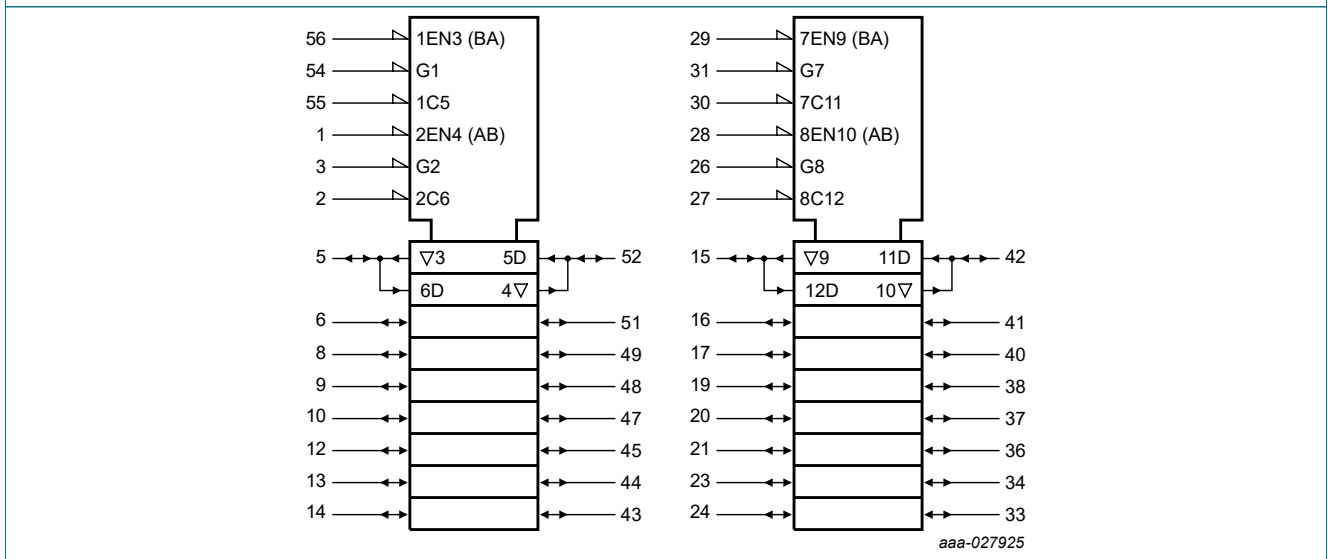 56 1EN3 (BA) 29 7EN9 (BA)
54 G1 31 G7
55 1C5 30 7C11
1 2EN4 (AB) 28 8EN10 (AB)
3 G2 26 G8
2 2C6 27 8C12
5 ▽3 5D 52 15 ▽9 11D 42
6D 4▽ 12D 10▽
6 51 16 41
8 49 17 40
9 48 19 38
10 47 20 37
12 45 21 36
13 44 23 34
14 43 24 33
aaa-027925